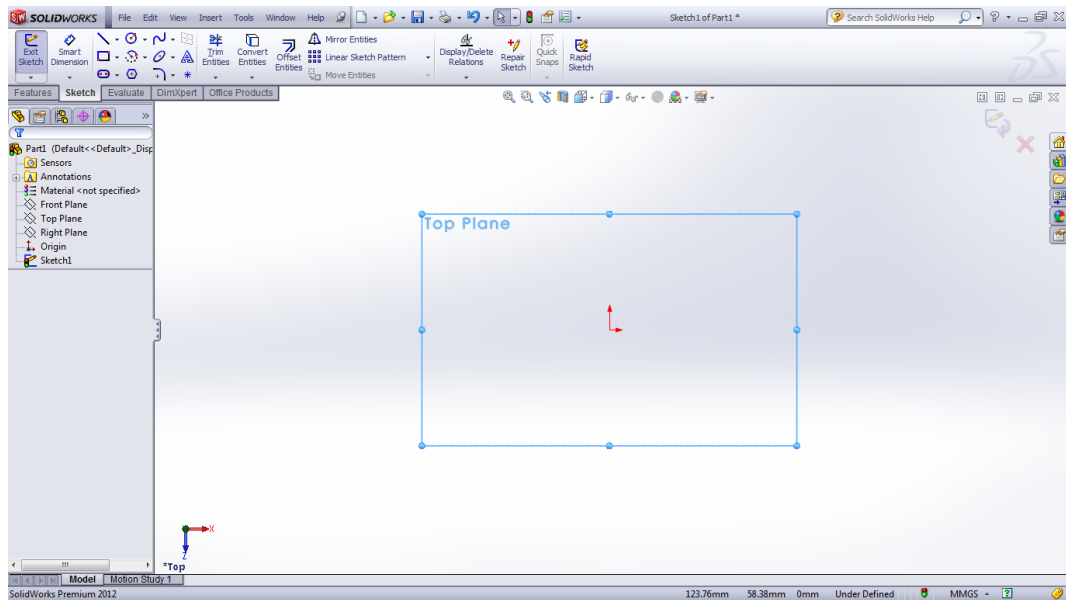 SW SOLIDWORKS File Edit View Insert Tools Window Help Sketch1 of Part1 * Search SolidWorks Help
Exit Sketch
Smart Dimension
Trim Entities
Convert Entities
Offset Entities
Mirror Entities
Linear Sketch Pattern
Move Entities
Display/Delete Relations
Repair Sketch
Quick Snaps
Rapid Sketch
Features Sketch Evaluate DimXpert Office Products
Part1 (Default<<Default>_Disp
Sensors
Annotations
Material <not specified>
Front Plane
Top Plane
Right Plane
Origin
Sketch1
Top Plane
X
Z
*Top
Model Motion Study 1
SolidWorks Premium 2012 123.76mm 58.38mm 0mm Under Defined MMGS